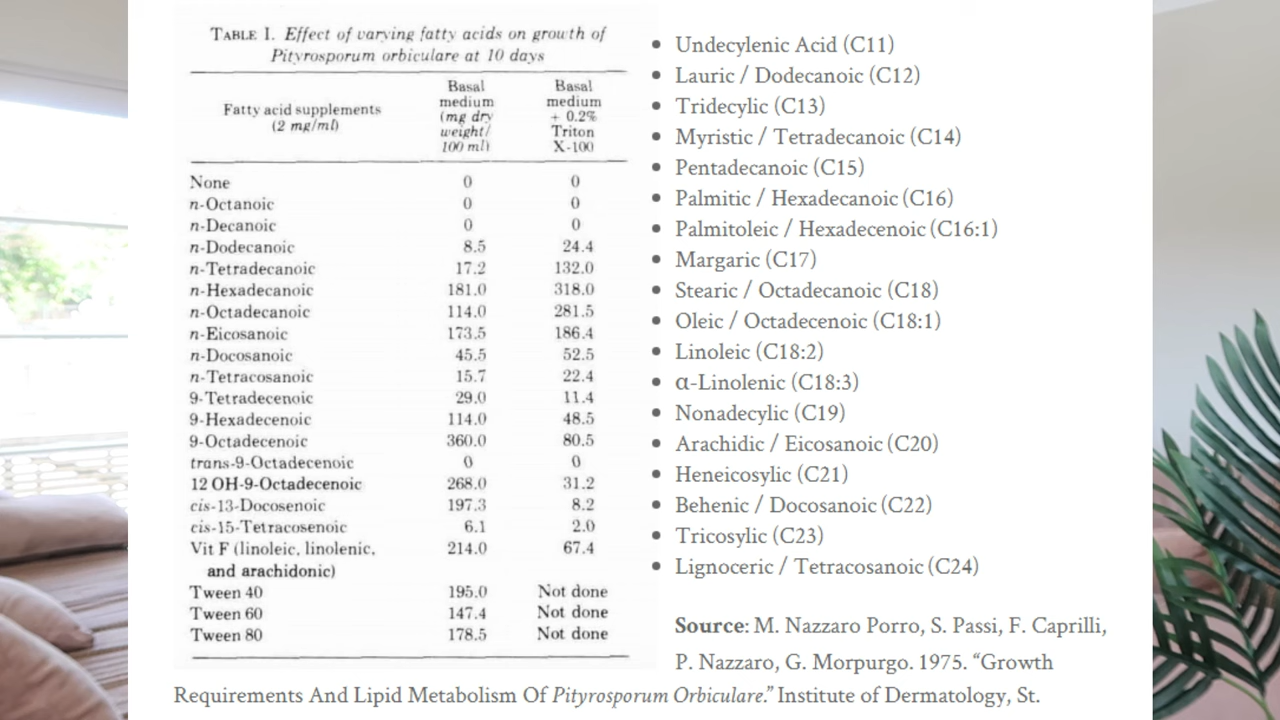 TABLE I. Effect of varying fatty acids on growth of
Pityrosporum orbiculare at 10 days
Fatty acid supplements
(2 mg/ml)
Basal
medium
(mg dry
weight/
100 ml)
Basal
medium
+ 0.2%
Triton
X-100
None 0 0
n-Octanoic 0 0
n-Decanoic 0 0
n-Dodecanoic 8.5 24.4
n-Tetradecanoic 17.2 132.0
n-Hexadecanoic 181.0 318.0
n-Octadecanoic 114.0 281.5
n-Eicosanoic 173.5 186.4
n-Docosanoic 45.5 52.5
n-Tetracosanoic 15.7 22.4
9-Tetradecenoic 29.0 11.4
9-Hexadecenoic 114.0 48.5
9-Octadecenoic 360.0 80.5
trans-9-Octadecenoic 0 0
12 OH-9-Octadecenoic 268.0 31.2
cis-13-Docosenoic 197.3 8.2
cis-15-Tetracosenoic 6.1 2.0
Vit F (linoleic, linolenic, 214.0 67.4
and arachidonic)
Tween 40 195.0 Not done
Tween 60 147.4 Not done
Tween 80 178.5 Not done
• Undecylenic Acid (C11)
• Lauric / Dodecanoic (C12)
• Tridecylic (C13)
• Myristic / Tetradecanoic (C14)
• Pentadecanoic (C15)
• Palmitic / Hexadecanoic (C16)
• Palmitoleic / Hexadecenoic (C16:1)
• Margaric (C17)
• Stearic / Octadecanoic (C18)
• Oleic / Octadecenoic (C18:1)
• Linoleic (C18:2)
• α-Linolenic (C18:3)
• Nonadecylic (C19)
• Arachidic / Eicosanoic (C20)
• Heneicosylic (C21)
• Behenic / Docosanoic (C22)
• Tricosylic (C23)
• Lignoceric / Tetracosanoic (C24)
Source: M. Nazzaro Porro, S. Passi, F. Caprilli,
P. Nazzaro, G. Morpurgo. 1975. “Growth
Requirements And Lipid Metabolism Of Pityrosporum Orbiculare.” Institute of Dermatology, St.